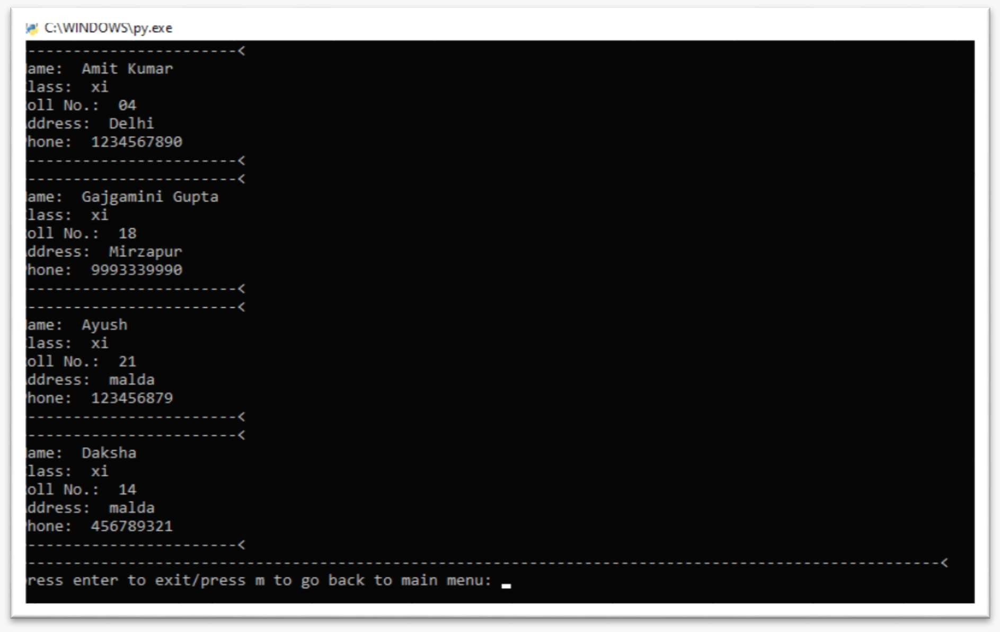 C:\WINDOWS\py.exe
-----------------------<
ame:  Amit Kumar
lass:  xi
oll No.:  04
ddress:  Delhi
hone:  1234567890
-----------------------<
-----------------------<
ame:  Gajgamini Gupta
lass:  xi
oll No.:  18
ddress:  Mirzapur
hone:  9993339990
-----------------------<
-----------------------<
ame:  Ayush
lass:  xi
oll No.:  21
ddress:  malda
hone:  123456879
-----------------------<
-----------------------<
ame:  Daksha
lass:  xi
oll No.:  14
ddress:  malda
hone:  456789321
-----------------------<
----------------------------------------------------------------------------------------------------<
ress enter to exit/press m to go back to main menu: _